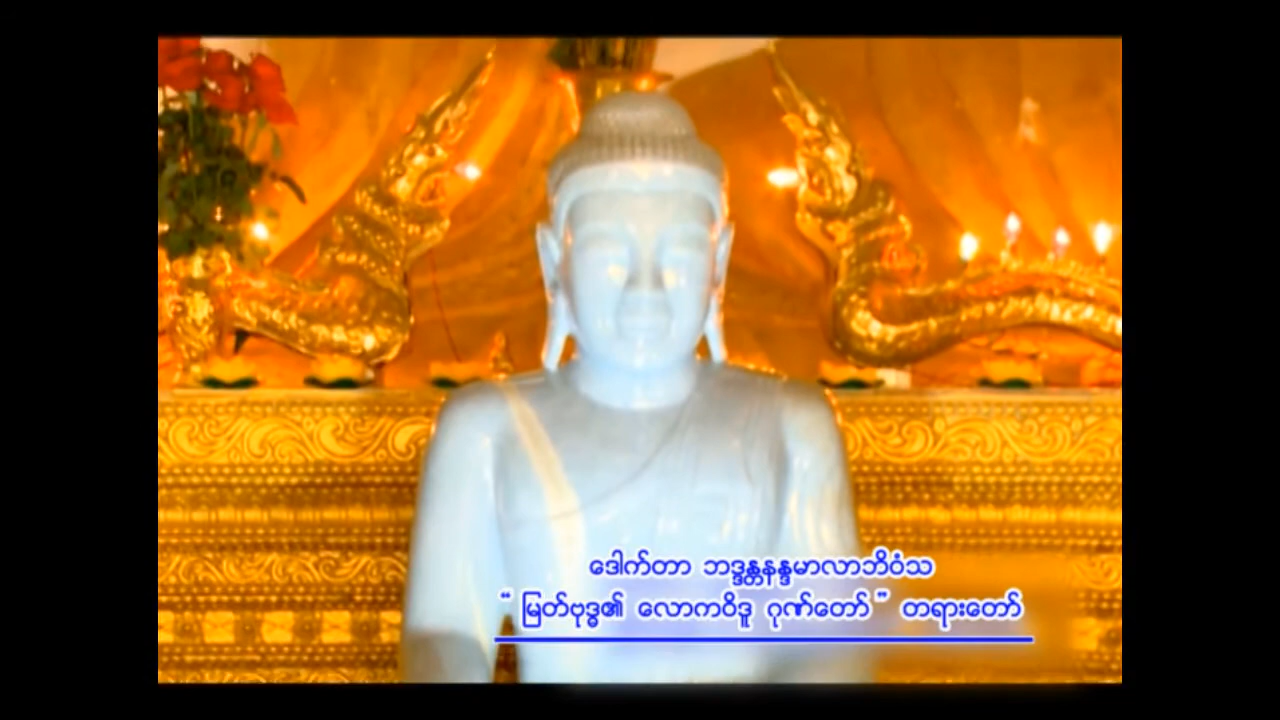 ဒေါက်တာ ဘဒ္ဒန္တနန္ဒမာလာဘိဝံသ
“ မြတ်ဗုဒ္ဓ၏ လောကဝိဒူ ဂုဏ်တော် ” တရားတော်